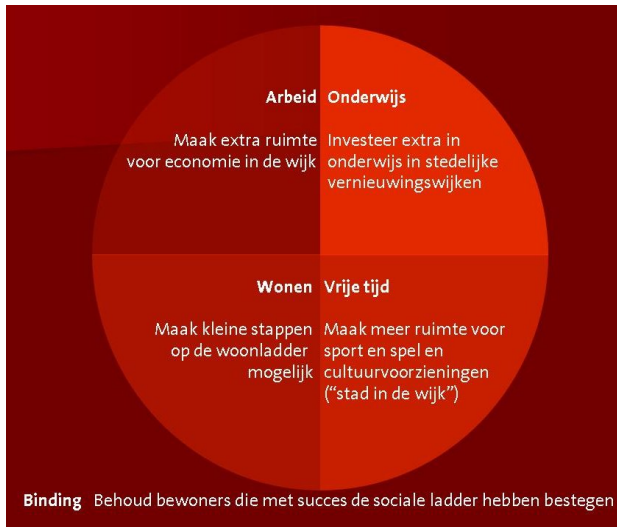 Arbeid
Maak extra ruimte
voor economie in de wijk
Onderwijs
Investeer extra in
onderwijs in stedelijke
vernieuwingswijken
Wonen
Maak kleine stappen
op de woonladder
mogelijk
Vrije tijd
Maak meer ruimte voor
sport en spel en
cultuurvoorzieningen
(“stad in de wijk”)
Binding Behoud bewoners die met succes de sociale ladder hebben bestegen